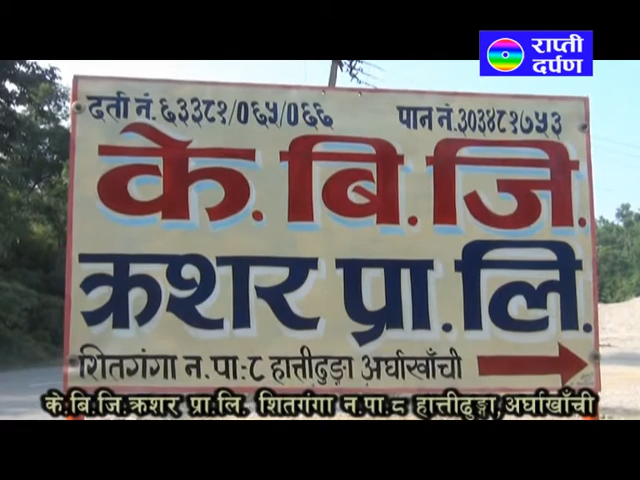 राप्ती
दर्पण
दर्ता नं.६३३८१/०६५/०६६ पान नं.३०३४८१७५३
के. बि. जि.
क्रशर प्रा. लि.
शितगंगा न.पा:८ हात्तीढुङ्गा अर्घाखाँची
के.बि.जि.क्रशर प्रा.लि. शितगंगा न.पा.८ हात्तीढुङ्गा,अर्घाखाँची